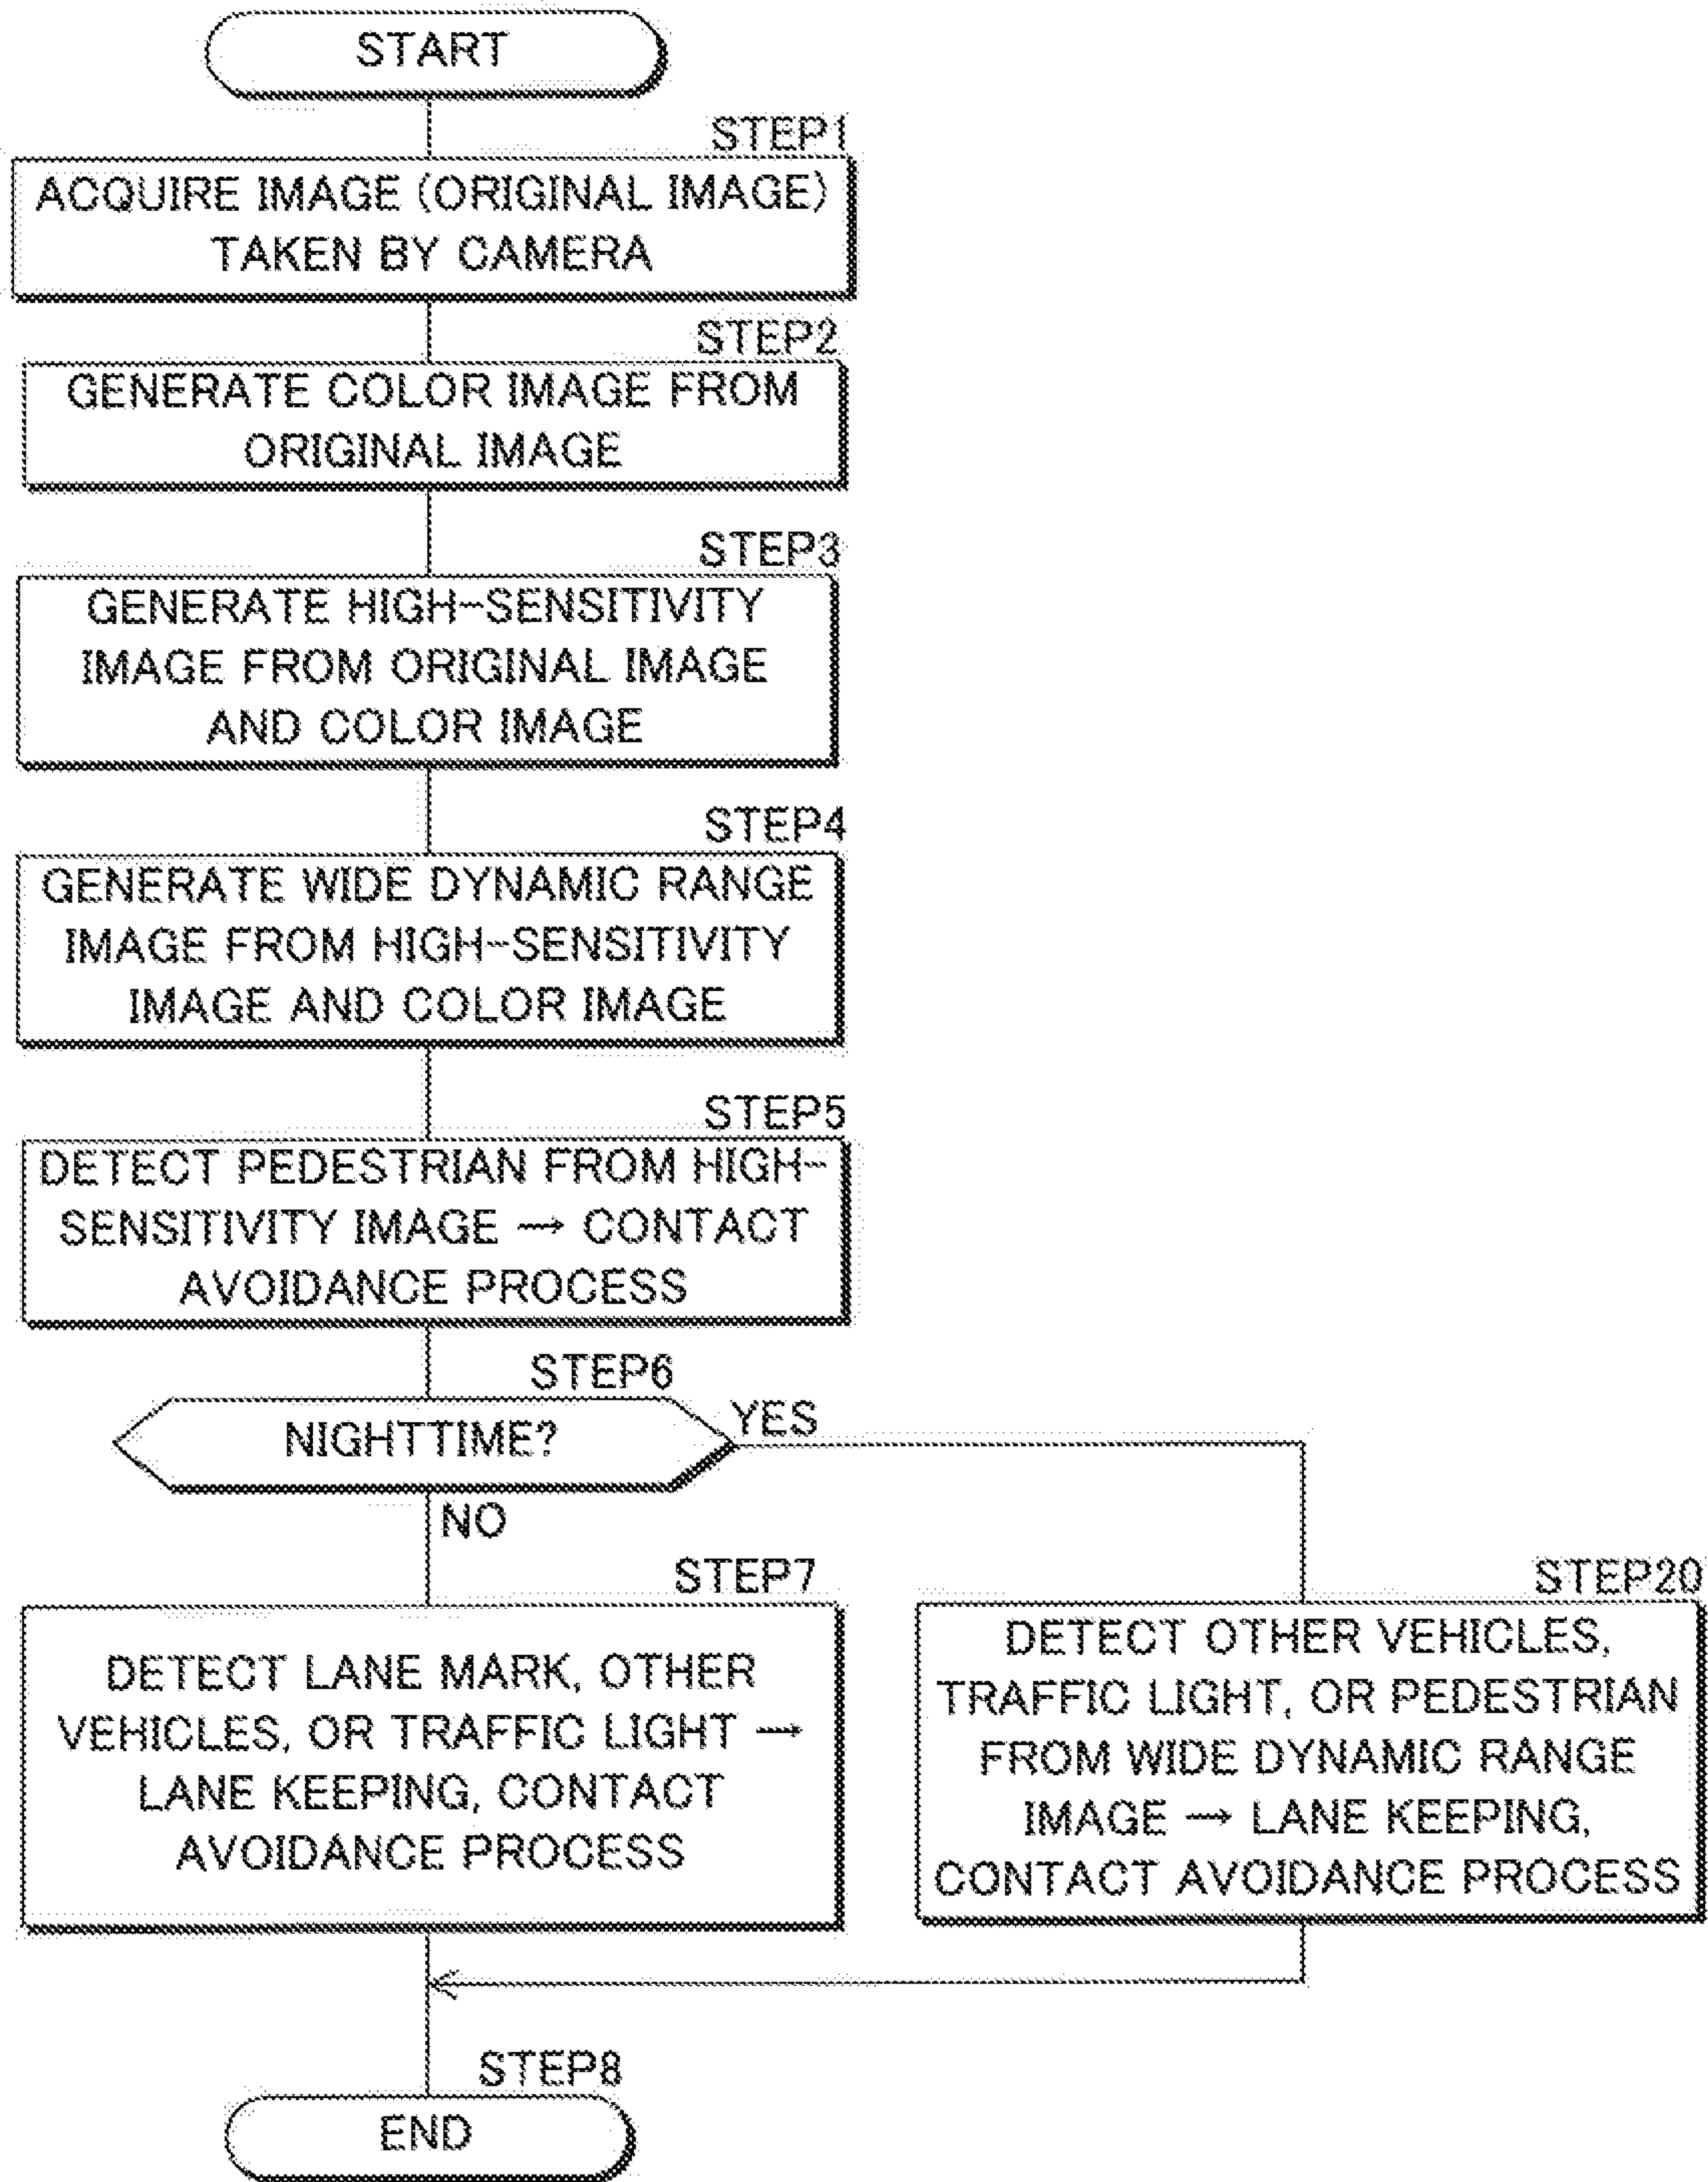 START
STEP1
ACQUIRE IMAGE (ORIGINAL IMAGE)
TAKEN BY CAMERA
STEP2
GENERATE COLOR IMAGE FROM
ORIGINAL IMAGE
STEP3
GENERATE HIGH-SENSITIVITY
IMAGE FROM ORIGINAL IMAGE
AND COLOR IMAGE
STEP4
GENERATE WIDE DYNAMIC RANGE
IMAGE FROM HIGH-SENSITIVITY
IMAGE AND COLOR IMAGE
STEP5
DETECT PEDESTRIAN FROM HIGH-
SENSITIVITY IMAGE → CONTACT
AVOIDANCE PROCESS
STEP6
NIGHTTIME?
YES
NO
STEP7
DETECT LANE MARK, OTHER
VEHICLES, OR TRAFFIC LIGHT →
LANE KEEPING, CONTACT
AVOIDANCE PROCESS
STEP20
DETECT OTHER VEHICLES,
TRAFFIC LIGHT, OR PEDESTRIAN
FROM WIDE DYNAMIC RANGE
IMAGE → LANE KEEPING,
CONTACT AVOIDANCE PROCESS
STEP8
END